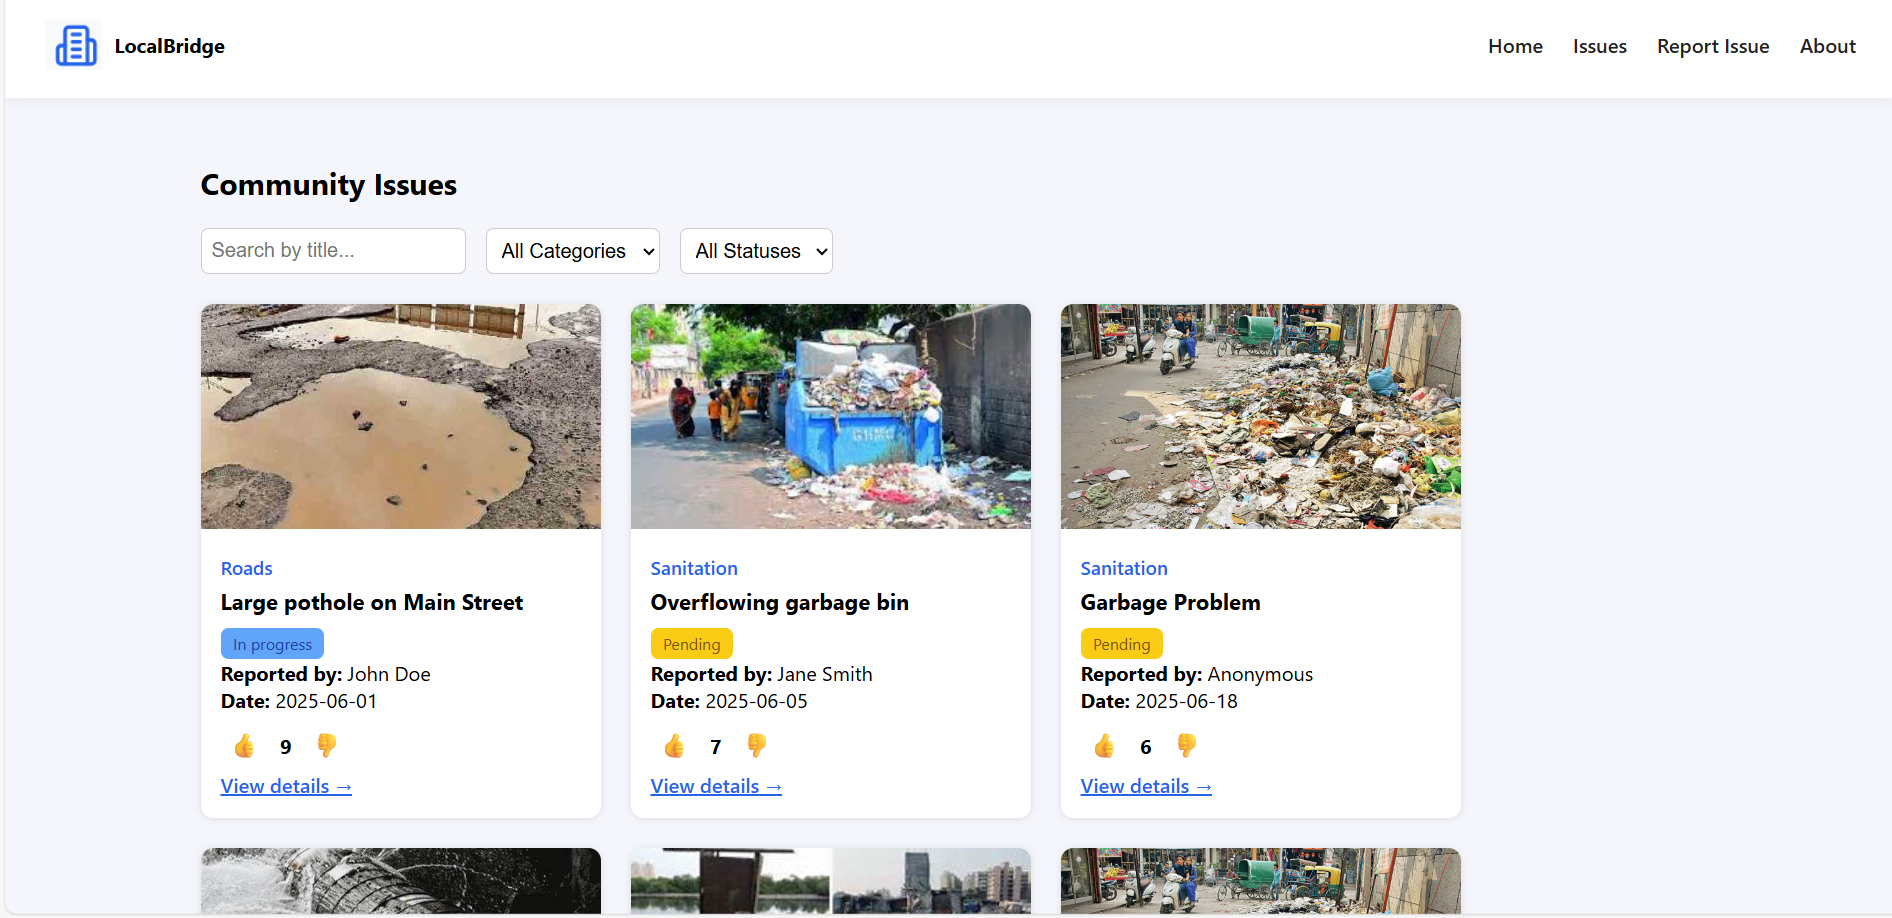 LocalBridge
Home Issues Report Issue About
Community Issues
Search by title...
All Categories
All Statuses
Roads
Large pothole on Main Street
In progress
Reported by: John Doe
Date: 2025-06-01
👍 9 👎
View details →
Sanitation
Overflowing garbage bin
Pending
Reported by: Jane Smith
Date: 2025-06-05
👍 7 👎
View details →
Sanitation
Garbage Problem
Pending
Reported by: Anonymous
Date: 2025-06-18
👍 6 👎
View details →